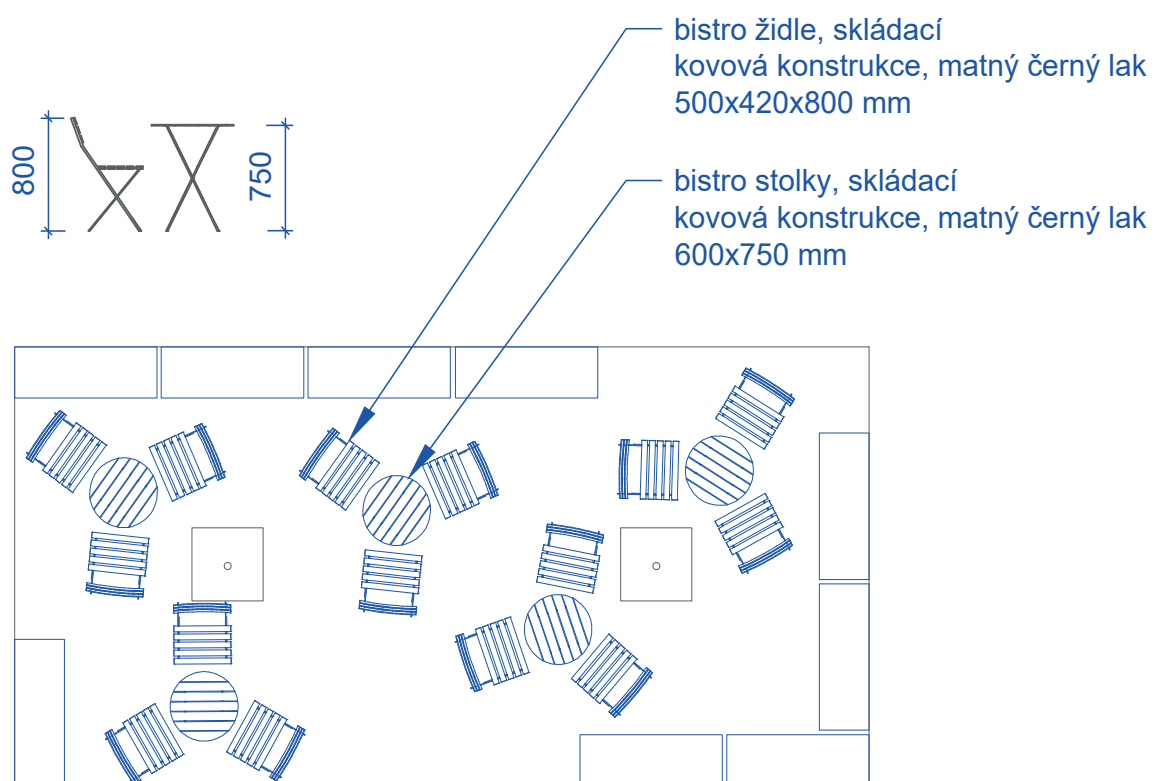 bistro židle, skládací
kovová konstrukce, matný černý lak
500x420x800 mm
800
750
bistro stolky, skládací
kovová konstrukce, matný černý lak
600x750 mm